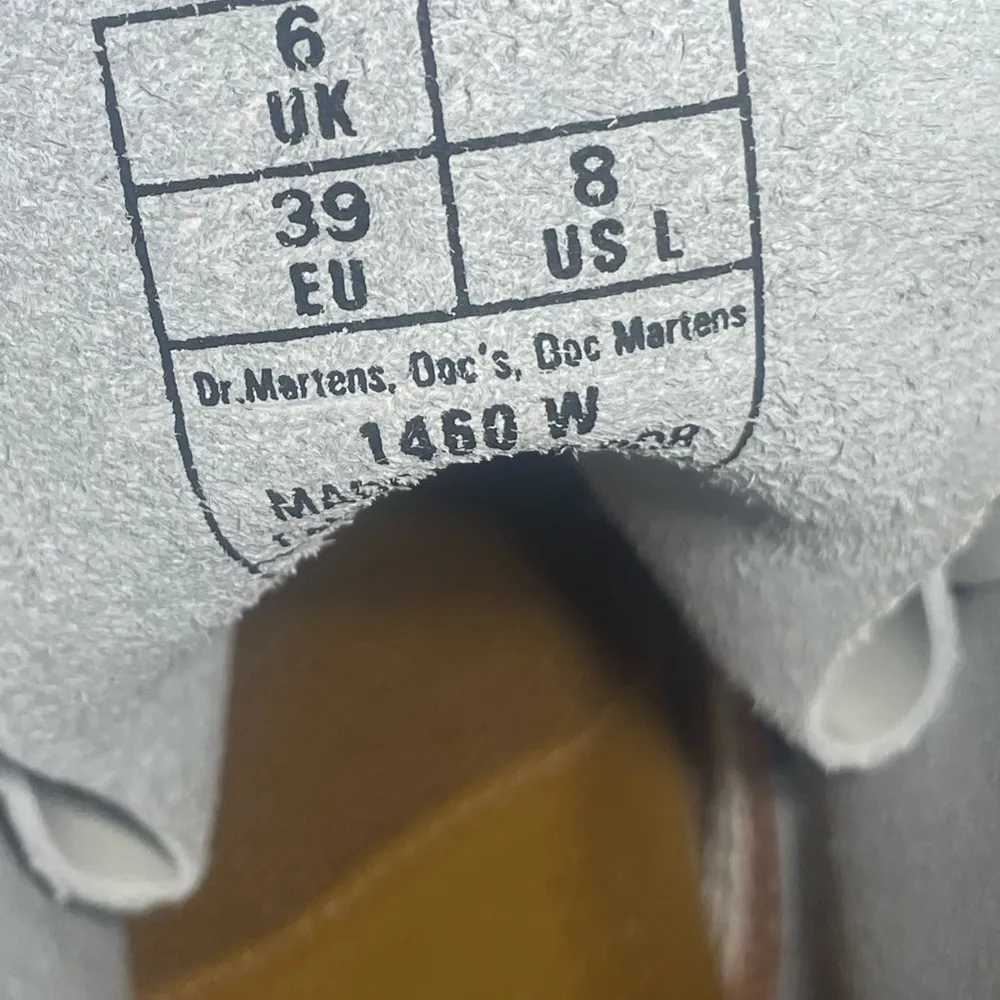 6
UK
39
EU
8
US L
Dr.Martens, Doc's, Doc Martens
1460 W